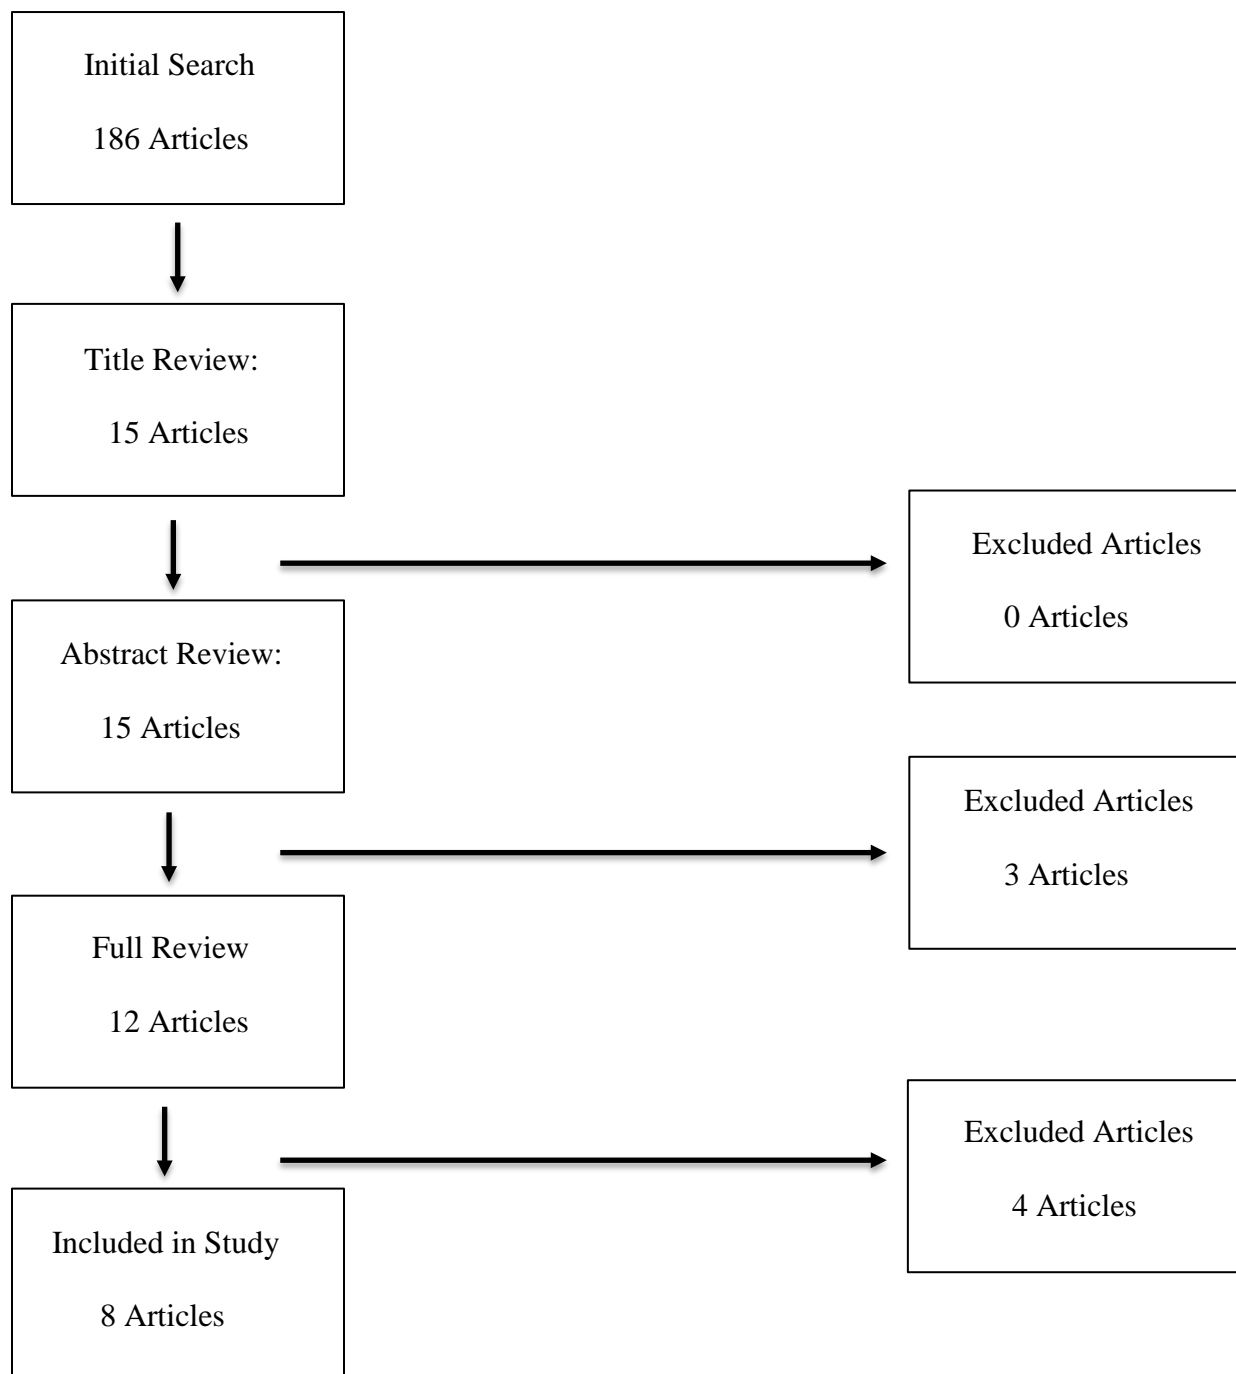 Initial Search
186 Articles
Title Review:
15 Articles
Excluded Articles
0 Articles
Abstract Review:
15 Articles
Excluded Articles
3 Articles
Full Review
12 Articles
Excluded Articles
4 Articles
Included in Study
8 Articles